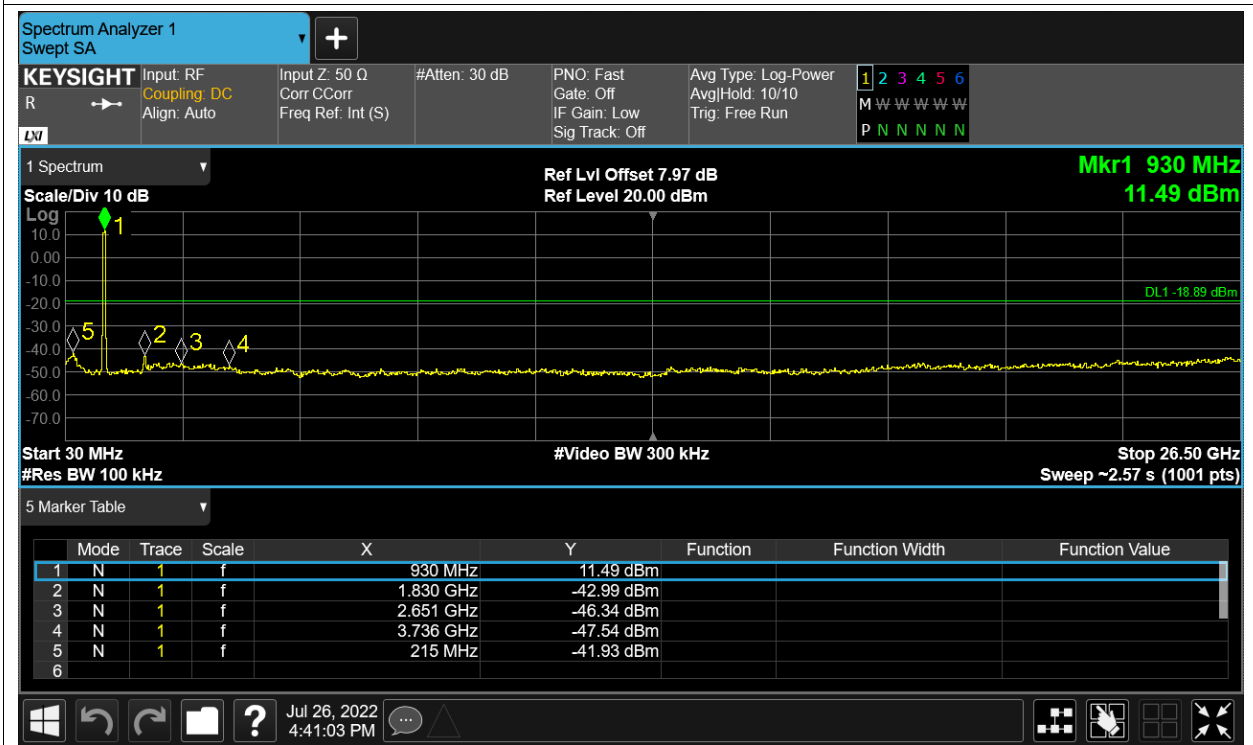 Spectrum Analyzer 1
Swept SA
+
KEYSIGHT Input: RF Input Z: 50 Ω #Atten: 30 dB PNO: Fast Avg Type: Log-Power 1 2 3 4 5 6
R Coupling: DC Corr CCorr Gate: Off Avg|Hold: 10/10 M W W W W W
Align: Auto Freq Ref: Int (S) IF Gain: Low Trig: Free Run
LXI Sig Track: Off P N N N N N
1 Spectrum Ref Lvl Offset 7.97 dB Mkr1 930 MHz
Scale/Div 10 dB Ref Level 20.00 dBm 11.49 dBm
Log
1
10.0
0.00
-10.0
DL1 -18.89 dBm
-20.0
-30.0
5 2 3 4
-40.0
-50.0
-60.0
-70.0
Start 30 MHz #Video BW 300 kHz Stop 26.50 GHz
#Res BW 100 kHz Sweep ~2.57 s (1001 pts)
5 Marker Table
Mode Trace Scale X Y Function Function Width Function Value
1 N 1 f 930 MHz 11.49 dBm
2 N 1 f 1.830 GHz -42.99 dBm
3 N 1 f 2.651 GHz -46.34 dBm
4 N 1 f 3.736 GHz -47.54 dBm
5 N 1 f 215 MHz -41.93 dBm
6
? Jul 26, 2022
4:41:03 PM